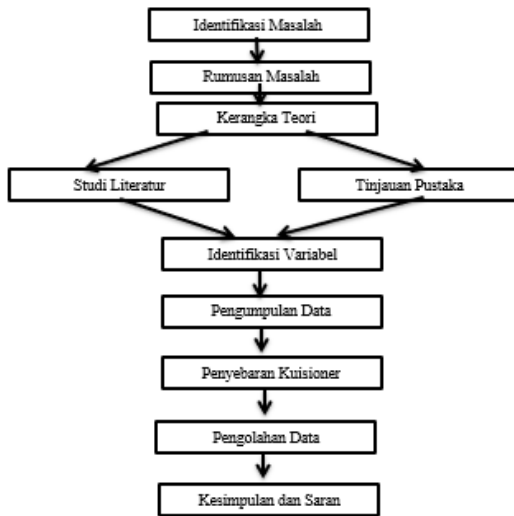 Identifikasi Masalah
Rumusan Masalah
Kerangka Teori
Studi Literatur
Tinjauan Pustaka
Identifikasi Variabel
Pengumpulan Data
Penyebaran Kuisioner
Pengolahan Data
Kesimpulan dan Saran